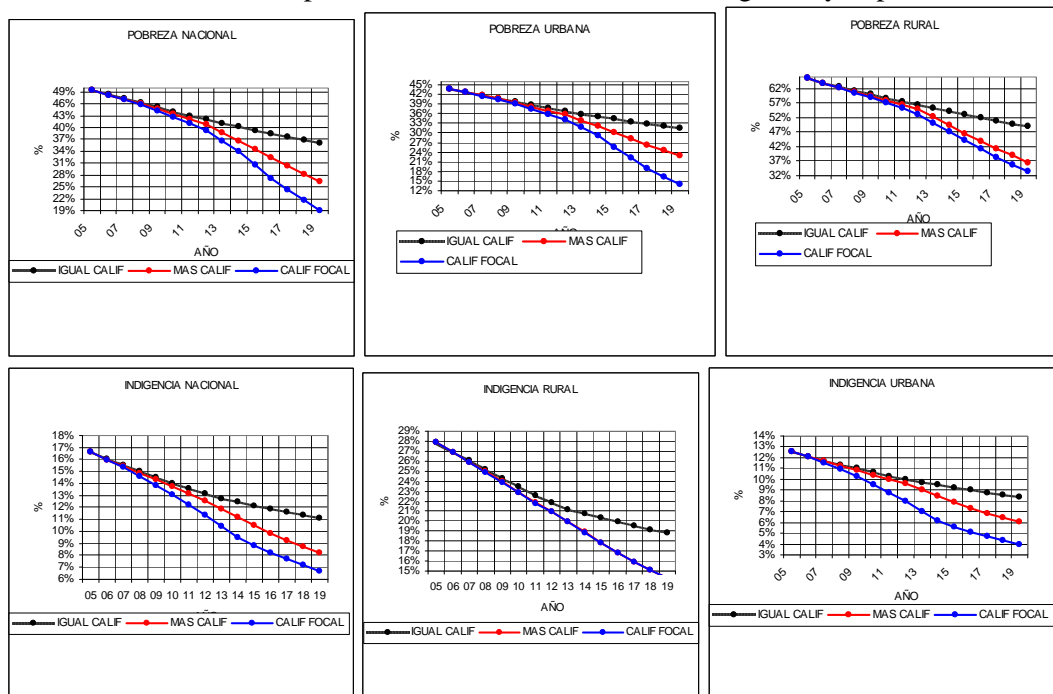 POBREZA NACIONAL
49%
46%
43%
40%
37%
34%
31%
28%
25%
22%
19%
%
05 07 09 11 13 15 17 19
AÑO
IGUAL CALIF MAS CALIF CALIF FOCAL
POBREZA URBANA
45%
42%
39%
36%
33%
30%
27%
24%
21%
18%
15%
12%
%
05 07 09 11 13 15 17 19
AÑO
IGUAL CALIF MAS CALIF
CALIF FOCAL
POBREZA RURAL
62%
57%
52%
47%
42%
37%
32%
%
05 07 09 11 13 15 17 19
AÑO
IGUAL CALIF MAS CALIF
CALIF FOCAL
INDIGENCIA NACIONAL
18%
17%
16%
15%
14%
13%
12%
11%
10%
9%
8%
7%
6%
%
05 06 07 08 09 10 11 12 13 14 15 16 17 18 19
AÑO
IGUAL CALIF MAS CALIF CALIF FOCAL
INDIGENCIA RURAL
29%
28%
27%
26%
25%
24%
23%
22%
21%
20%
19%
18%
17%
16%
15%
%
05 06 07 08 09 10 11 12 13 14 15 16 17 18 19
AÑO
IGUAL CALIF MAS CALIF CALIF FOCAL
INDIGENCIA URBANA
14%
13%
12%
11%
10%
9%
8%
7%
6%
5%
4%
3%
%
05 07 09 11 13 15 17 19
AÑO
IGUAL CALIF MAS CALIF CALIF FOCAL